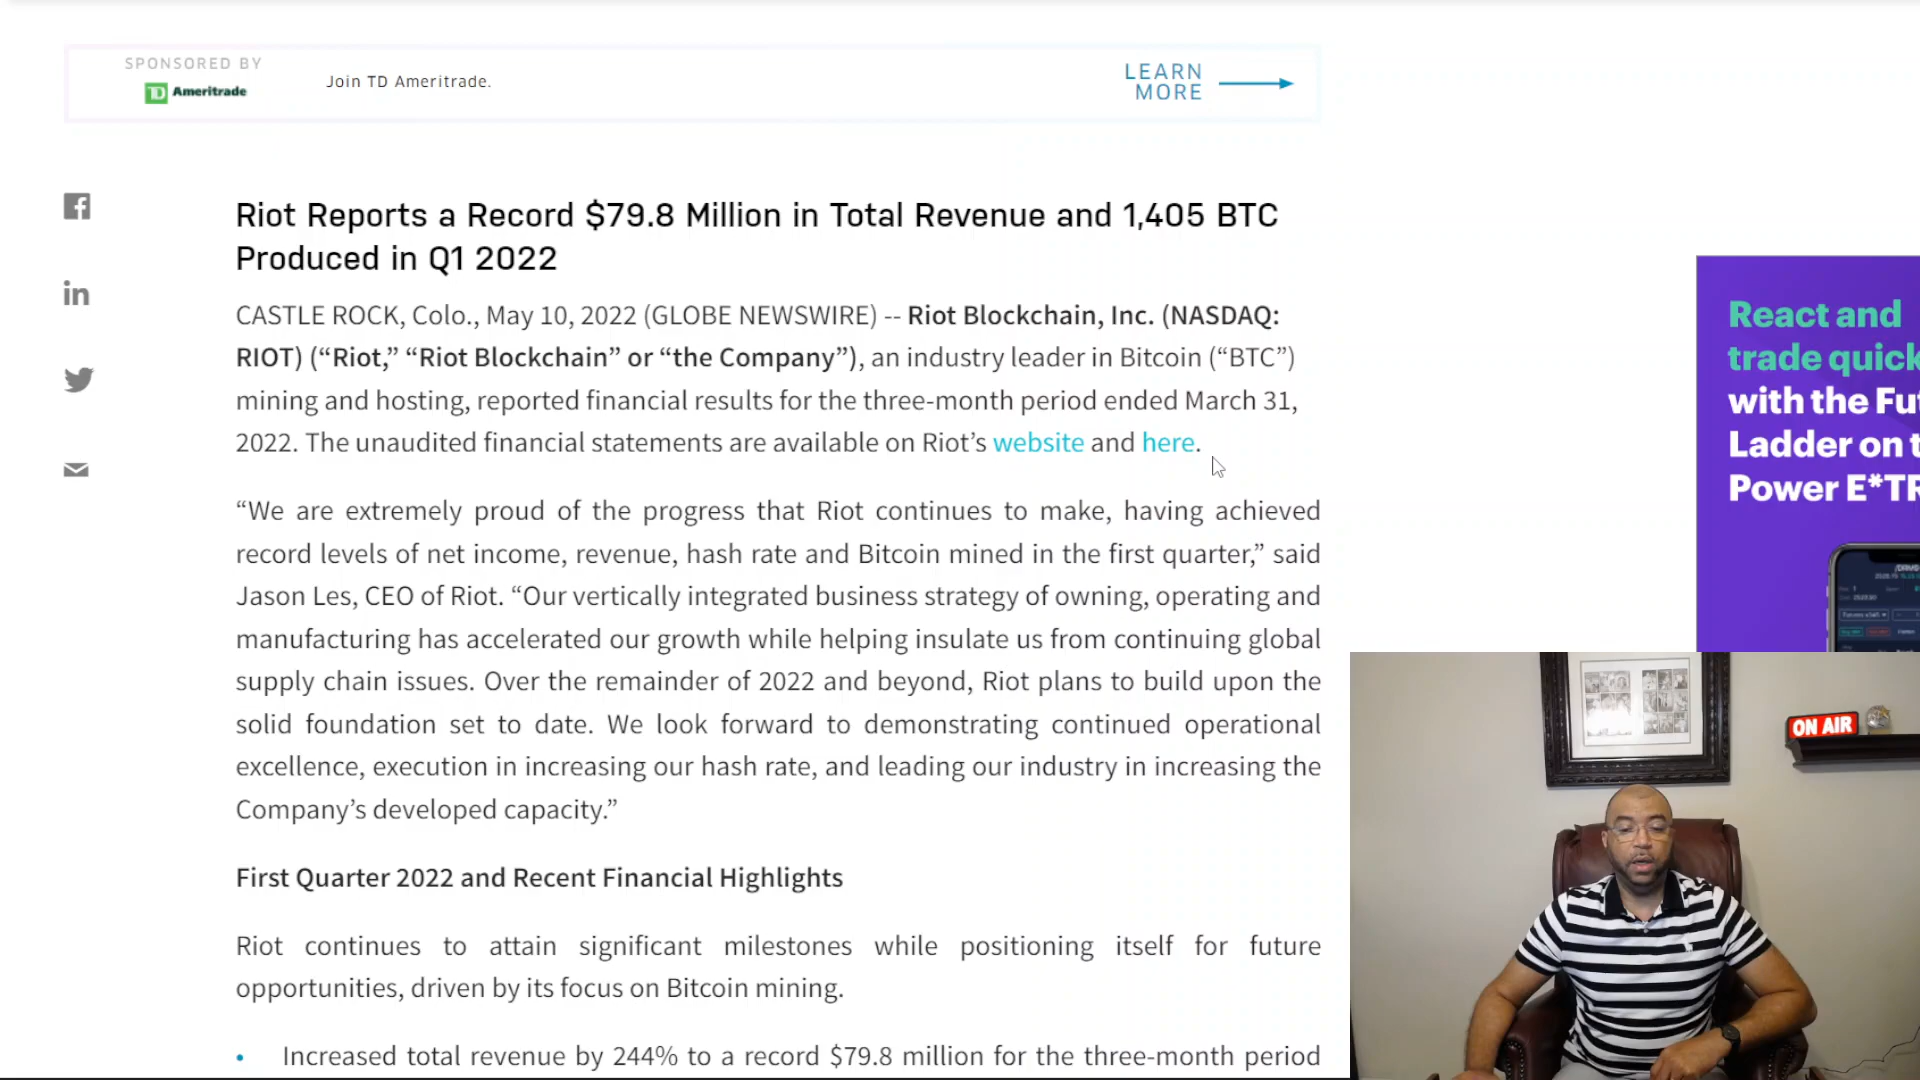 SPONSORED BY
TD Ameritrade
Join TD Ameritrade.
LEARN
MORE
Riot Reports a Record $79.8 Million in Total Revenue and 1,405 BTC
Produced in Q1 2022
CASTLE ROCK, Colo., May 10, 2022 (GLOBE NEWSWIRE) -- Riot Blockchain, Inc. (NASDAQ:
RIOT) (“Riot,” “Riot Blockchain” or “the Company”), an industry leader in Bitcoin (“BTC”)
mining and hosting, reported financial results for the three-month period ended March 31,
2022. The unaudited financial statements are available on Riot’s website and here.
“We are extremely proud of the progress that Riot continues to make, having achieved
record levels of net income, revenue, hash rate and Bitcoin mined in the first quarter,” said
Jason Les, CEO of Riot. “Our vertically integrated business strategy of owning, operating and
manufacturing has accelerated our growth while helping insulate us from continuing global
supply chain issues. Over the remainder of 2022 and beyond, Riot plans to build upon the
solid foundation set to date. We look forward to demonstrating continued operational
excellence, execution in increasing our hash rate, and leading our industry in increasing the
Company’s developed capacity.”
First Quarter 2022 and Recent Financial Highlights
Riot continues to attain significant milestones while positioning itself for future
opportunities, driven by its focus on Bitcoin mining.
• Increased total revenue by 244% to a record $79.8 million for the three-month period
React and
trade quick
with the Fu
Ladder on t
Power E*TR
ON AIR